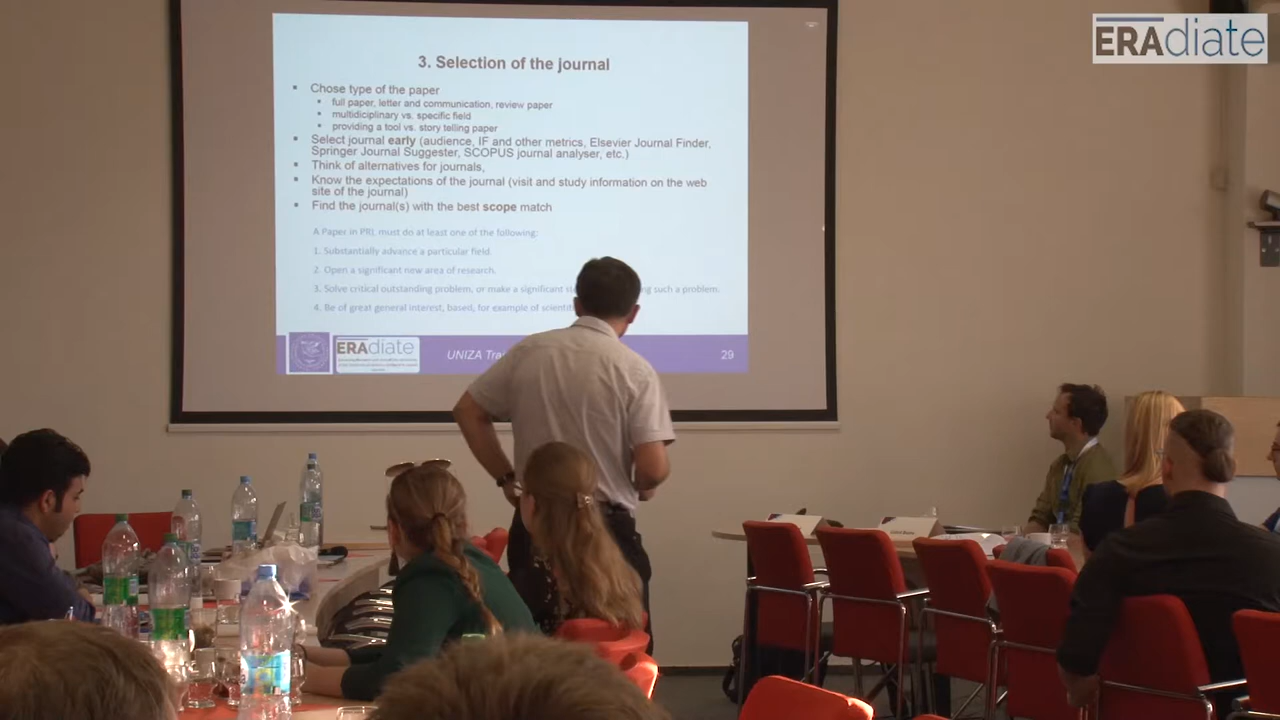 ERAdiate
3. Selection of the journal
▪ Chose type of the paper
▪ full paper, letter and communication, review paper
▪ multidiciplinary vs. specific field
▪ providing a tool vs. story telling paper
▪ Select journal early (audience, IF and other metrics, Elsevier Journal Finder,
Springer Journal Suggester, SCOPUS journal analyser, etc.)
▪ Think of alternatives for journals,
▪ Know the expectations of the journal (visit and study information on the web
site of the journal)
▪ Find the journal(s) with the best scope match
A Paper in PRL must do at least one of the following:
1. Substantially advance a particular field.
2. Open a significant new area of research.
3. Solve critical outstanding problem, or make a significant such a problem.
4. Be of great general interest, based, for example of
ERAdiate
UNIZA
29